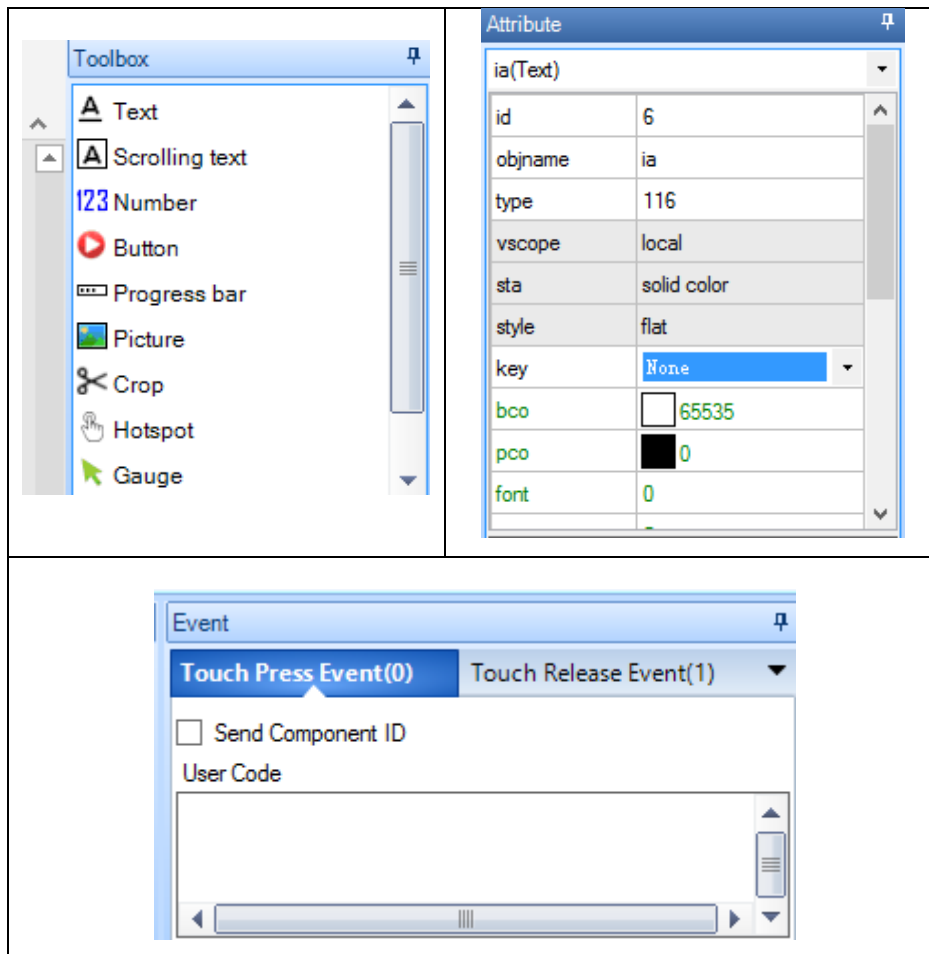 Toolbox
A Text
A Scrolling text
123 Number
Button
Progress bar
Picture
Crop
Hotspot
Gauge
Attribute
ia(Text)
id 6
objname ia
type 116
vscope local
sta solid color
style flat
key None
bco 65535
pco 0
font 0
Event
Touch Press Event(0) Touch Release Event(1)
Send Component ID
User Code